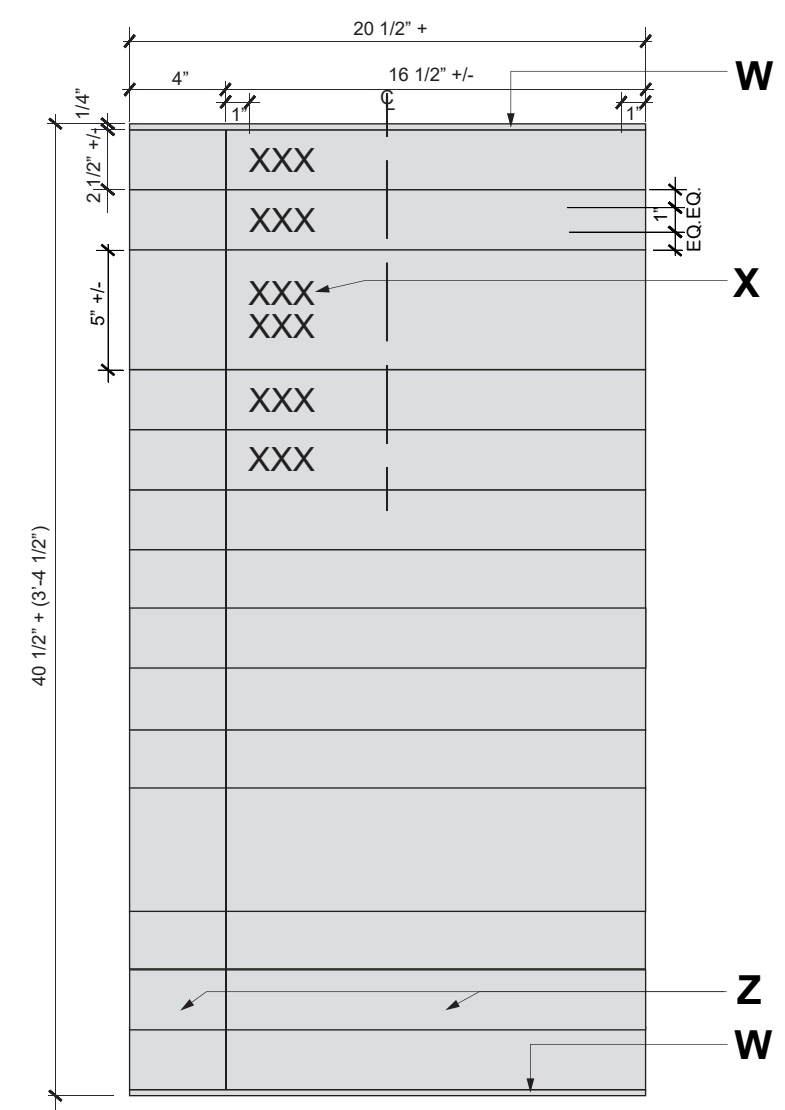 20 1/2” +
4”
16 1/2” +/-
W
1/4”
1”
℄
1”
2 1/2” +/-
XXX
XXX
EQ.
1”
EQ.
5” +/-
XXX
X
XXX
XXX
XXX
40 1/2” + (3’-4 1/2”)
Z
W